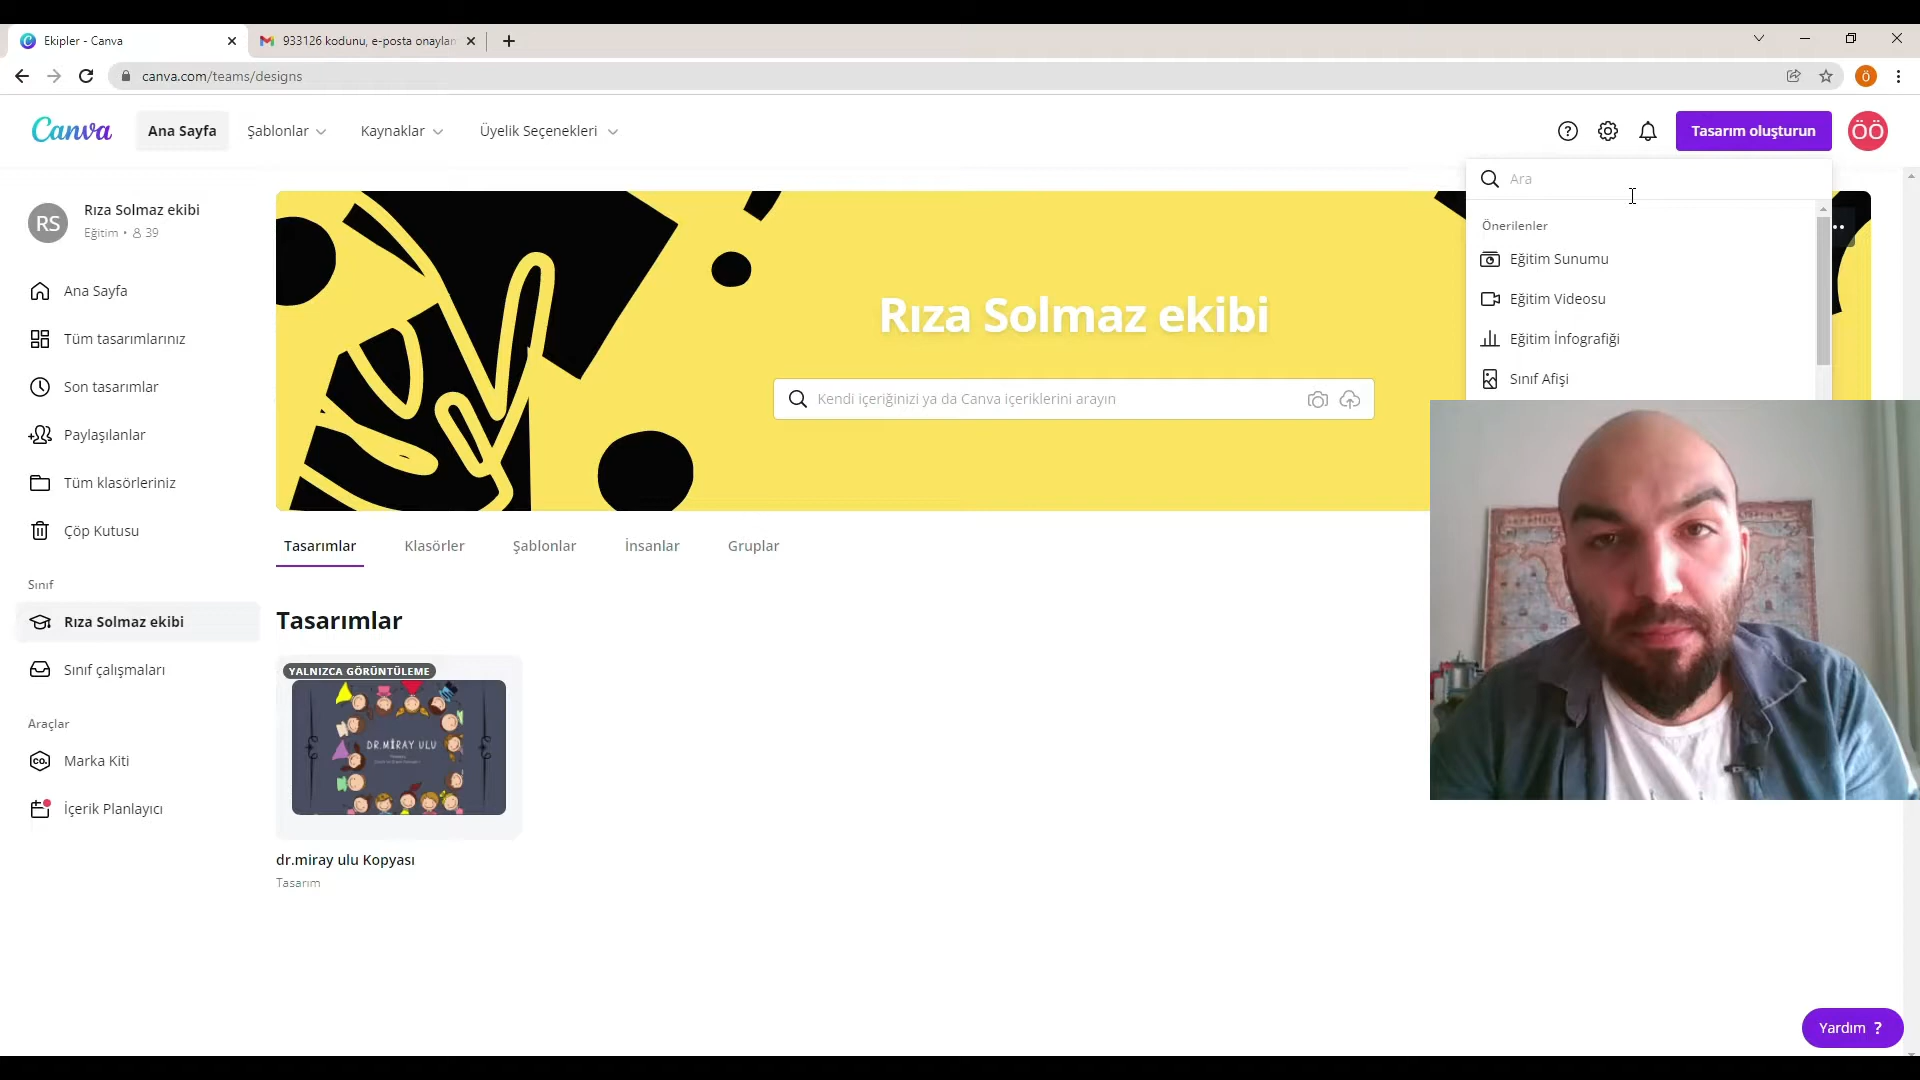 Ekipler - Canva
933126 kodunu, e-posta onaylan
canva.com/teams/designs
Ö
Canva
Ana Sayfa
Şablonlar
Kaynaklar
Üyelik Seçenekleri
Tasarım oluşturun
ÖÖ
Ara
Önerilenler
Eğitim Sunumu
Eğitim Videosu
Eğitim İnfografiği
Sınıf Afişi
RS
Rıza Solmaz ekibi
Eğitim • 39
Ana Sayfa
Tüm tasarımlarınız
Son tasarımlar
Paylaşılanlar
Tüm klasörleriniz
Çöp Kutusu
Sınıf
Rıza Solmaz ekibi
Sınıf çalışmaları
Araçlar
CO.
Marka Kiti
İçerik Planlayıcı
Rıza Solmaz ekibi
Kendi içeriğinizi ya da Canva içeriklerini arayın
Tasarımlar
Klasörler
Şablonlar
İnsanlar
Gruplar
Tasarımlar
YALNIZCA GÖRÜNTÜLEME
DR.MİRAY ULU
dr.miray ulu Kopyası
Tasarım
Yardım ?